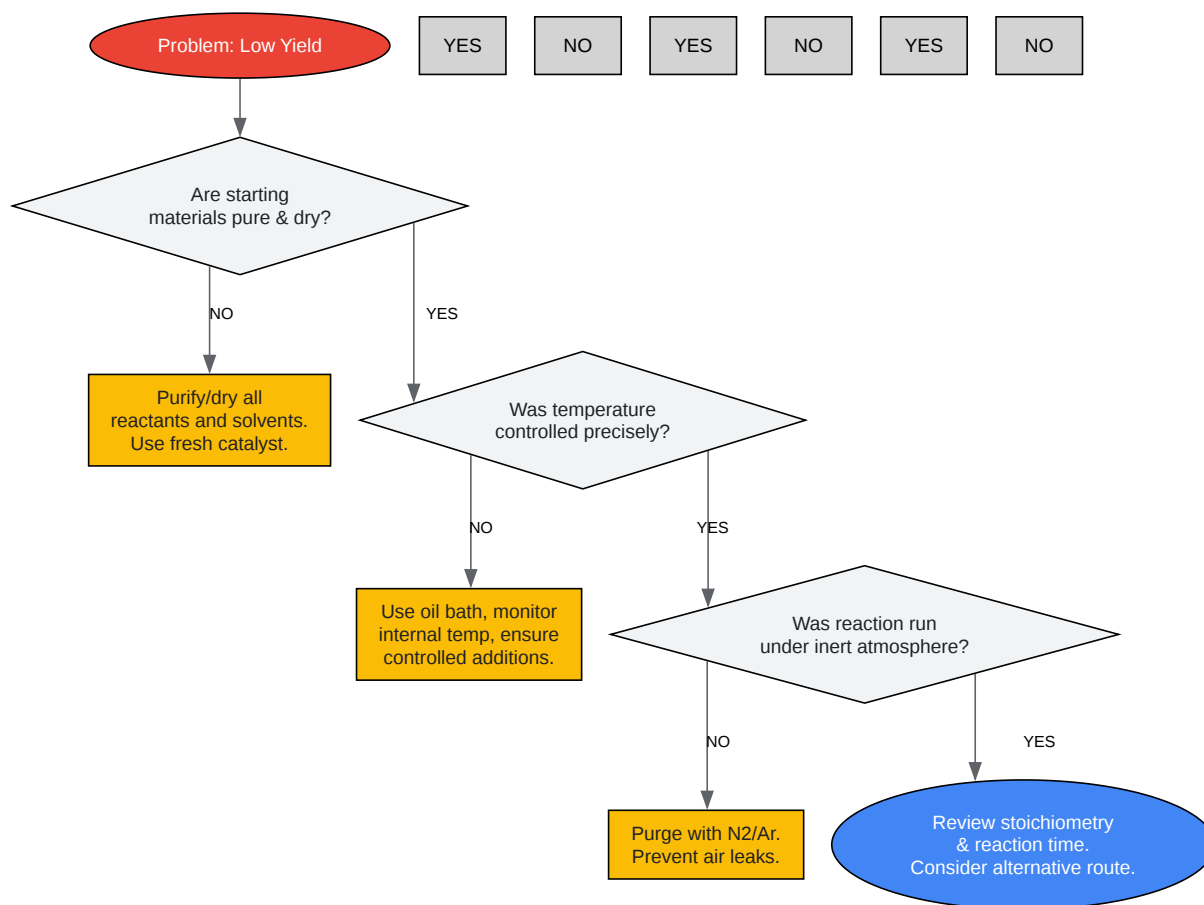 Problem: Low Yield
YES
NO
YES
NO
YES
NO
Are starting
materials pure & dry?
NO
YES
Purify/dry all
reactants and solvents.
Use fresh catalyst.
Was temperature
controlled precisely?
NO
YES
Use oil bath, monitor
internal temp, ensure
controlled additions.
Was reaction run
under inert atmosphere?
NO
YES
Purge with N2/Ar.
Prevent air leaks.
Review stoichiometry
& reaction time.
Consider alternative route.